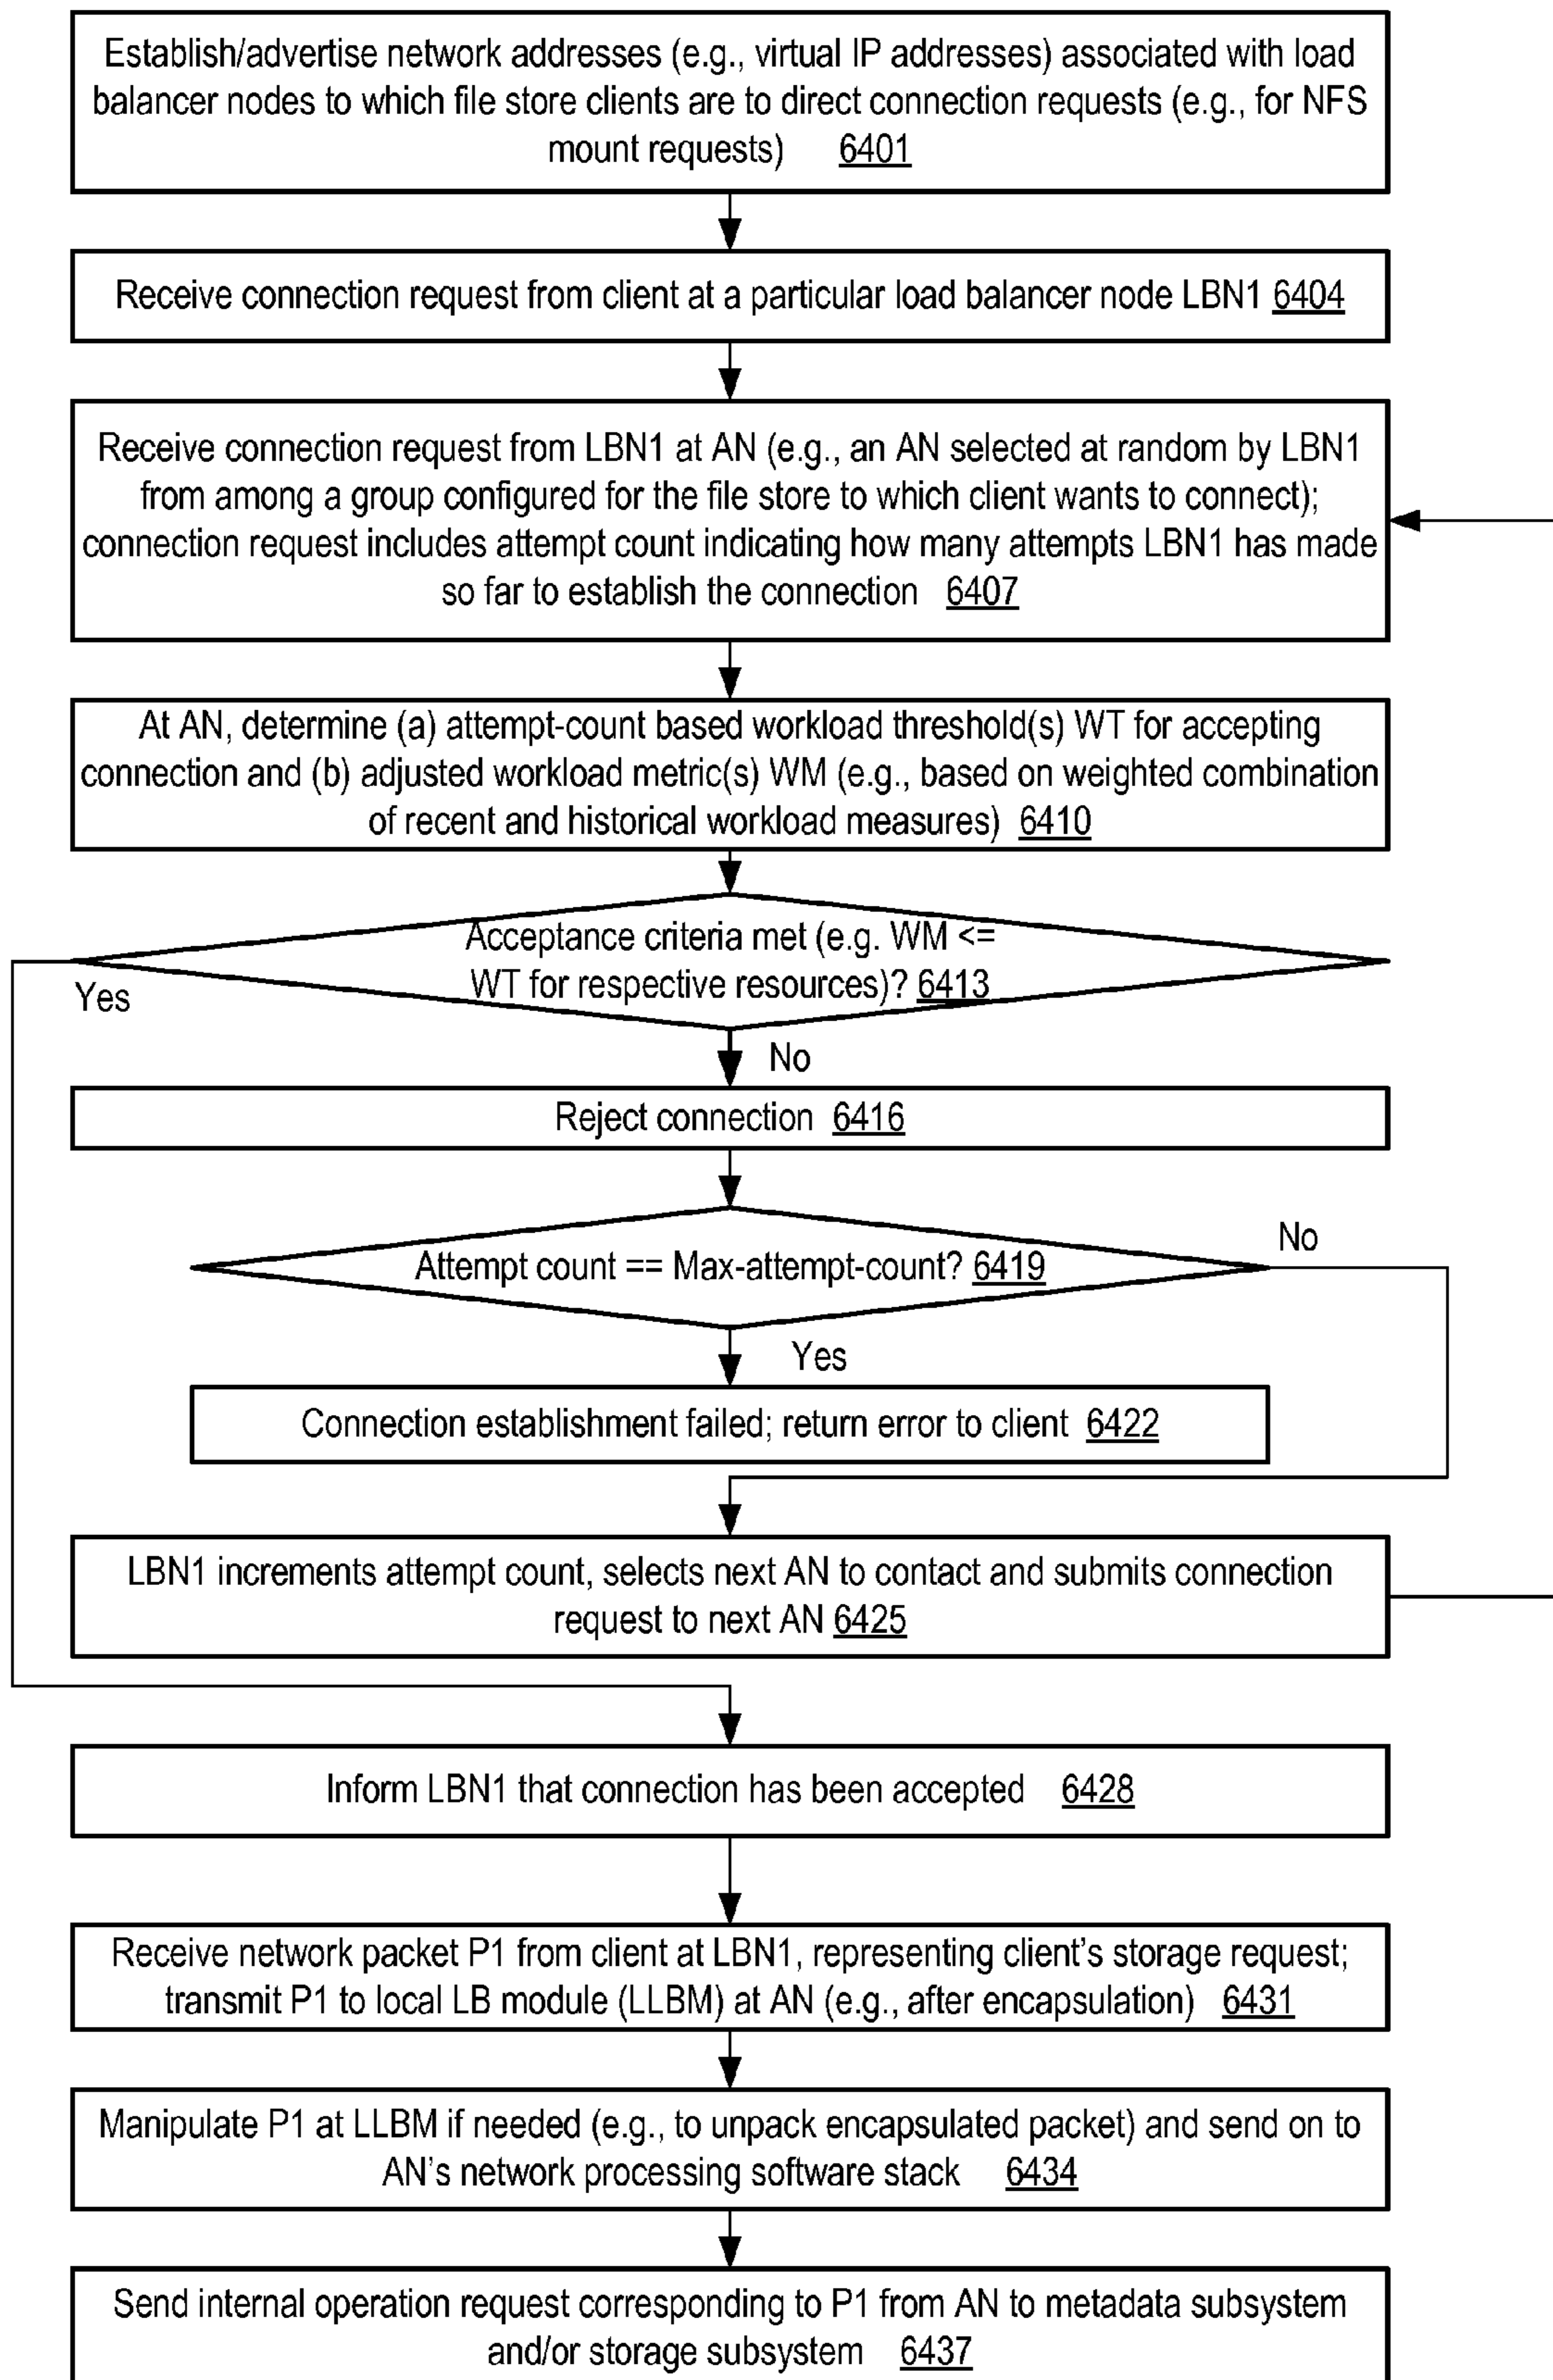 Establish/advertise network addresses (e.g., virtual IP addresses) associated with load
balancer nodes to which file store clients are to direct connection requests (e.g., for NFS
mount requests) 6401
Receive connection request from client at a particular load balancer node LBN1 6404
Receive connection request from LBN1 at AN (e.g., an AN selected at random by LBN1
from among a group configured for the file store to which client wants to connect);
connection request includes attempt count indicating how many attempts LBN1 has made
so far to establish the connection 6407
At AN, determine (a) attempt-count based workload threshold(s) WT for accepting
connection and (b) adjusted workload metric(s) WM (e.g., based on weighted combination
of recent and historical workload measures) 6410
Acceptance criteria met (e.g. WM <=
WT for respective resources)? 6413
Yes
No
Reject connection 6416
Attempt count == Max-attempt-count? 6419
No
Yes
Connection establishment failed; return error to client 6422
LBN1 increments attempt count, selects next AN to contact and submits connection
request to next AN 6425
Inform LBN1 that connection has been accepted 6428
Receive network packet P1 from client at LBN1, representing client's storage request;
transmit P1 to local LB module (LLBM) at AN (e.g., after encapsulation) 6431
Manipulate P1 at LLBM if needed (e.g., to unpack encapsulated packet) and send on to
AN's network processing software stack 6434
Send internal operation request corresponding to P1 from AN to metadata subsystem
and/or storage subsystem 6437